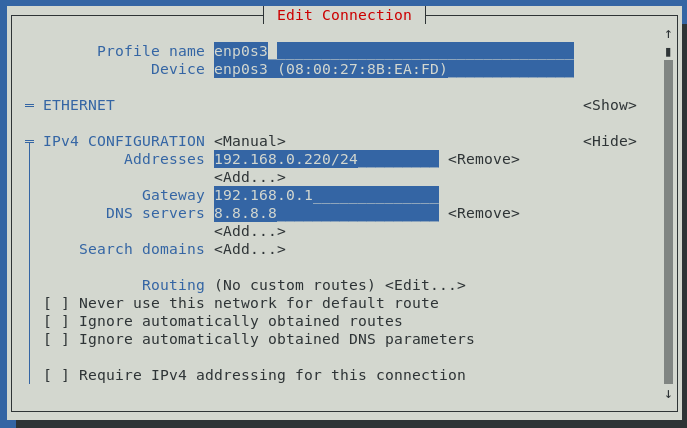 Edit Connection
Profile name enp0s3
Device enp0s3 (08:00:27:8B:EA:FD)
= ETHERNET <Show>
IPv4 CONFIGURATION <Manual> <Hide>
Addresses 192.168.0.220/24 <Remove>
<Add...>
Gateway 192.168.0.1
DNS servers 8.8.8.8 <Remove>
<Add...>
Search domains <Add...>
Routing (No custom routes) <Edit...>
[ ] Never use this network for default route
[ ] Ignore automatically obtained routes
[ ] Ignore automatically obtained DNS parameters
[ ] Require IPv4 addressing for this connection